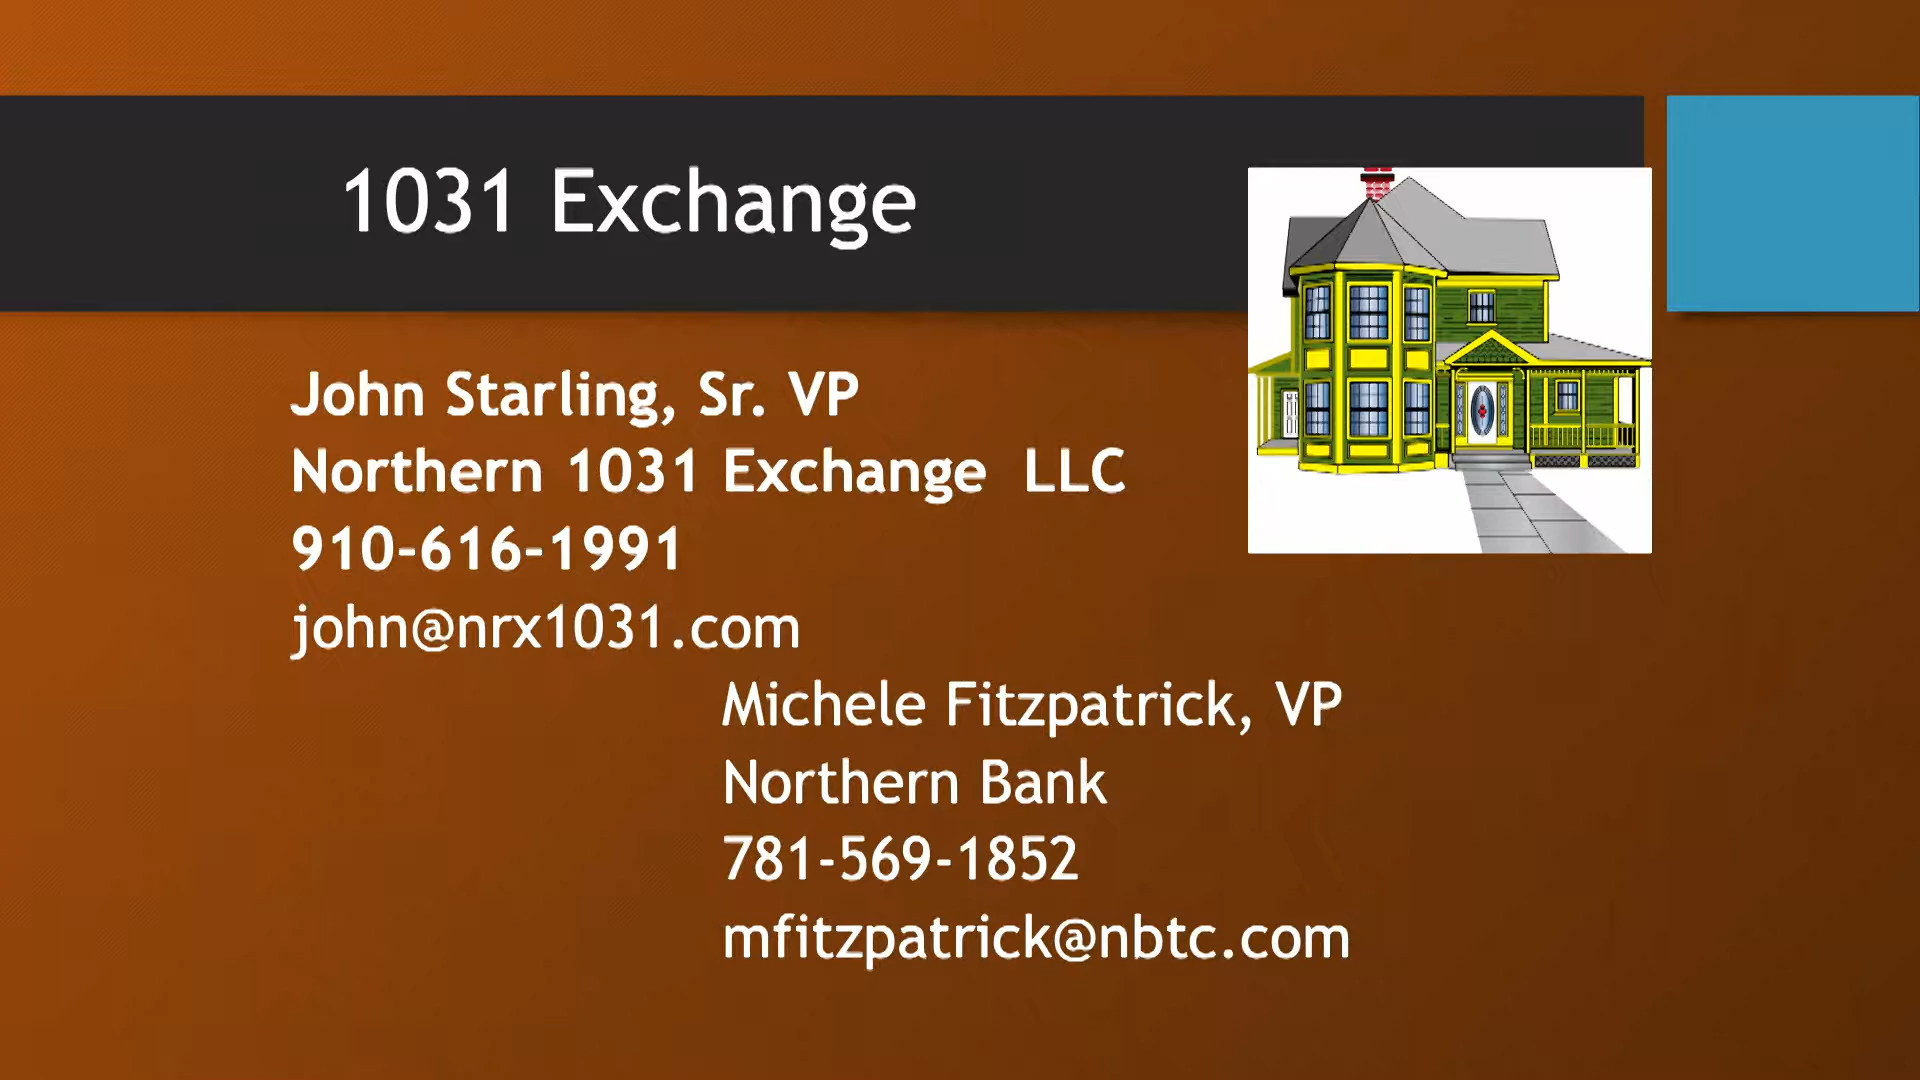 1031 Exchange
John Starling, Sr. VP
Northern 1031 Exchange LLC
910-616-1991
john@nrx1031.com
Michele Fitzpatrick, VP
Northern Bank
781-569-1852
mfitzpatrick@nbtc.com